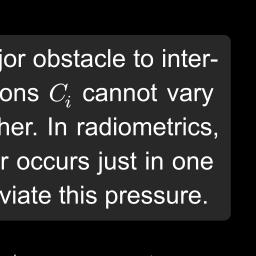 jor obstacle to inter-
ons $C_i$ cannot vary
her. In radiometrics,
r occurs just in one
viate this pressure.